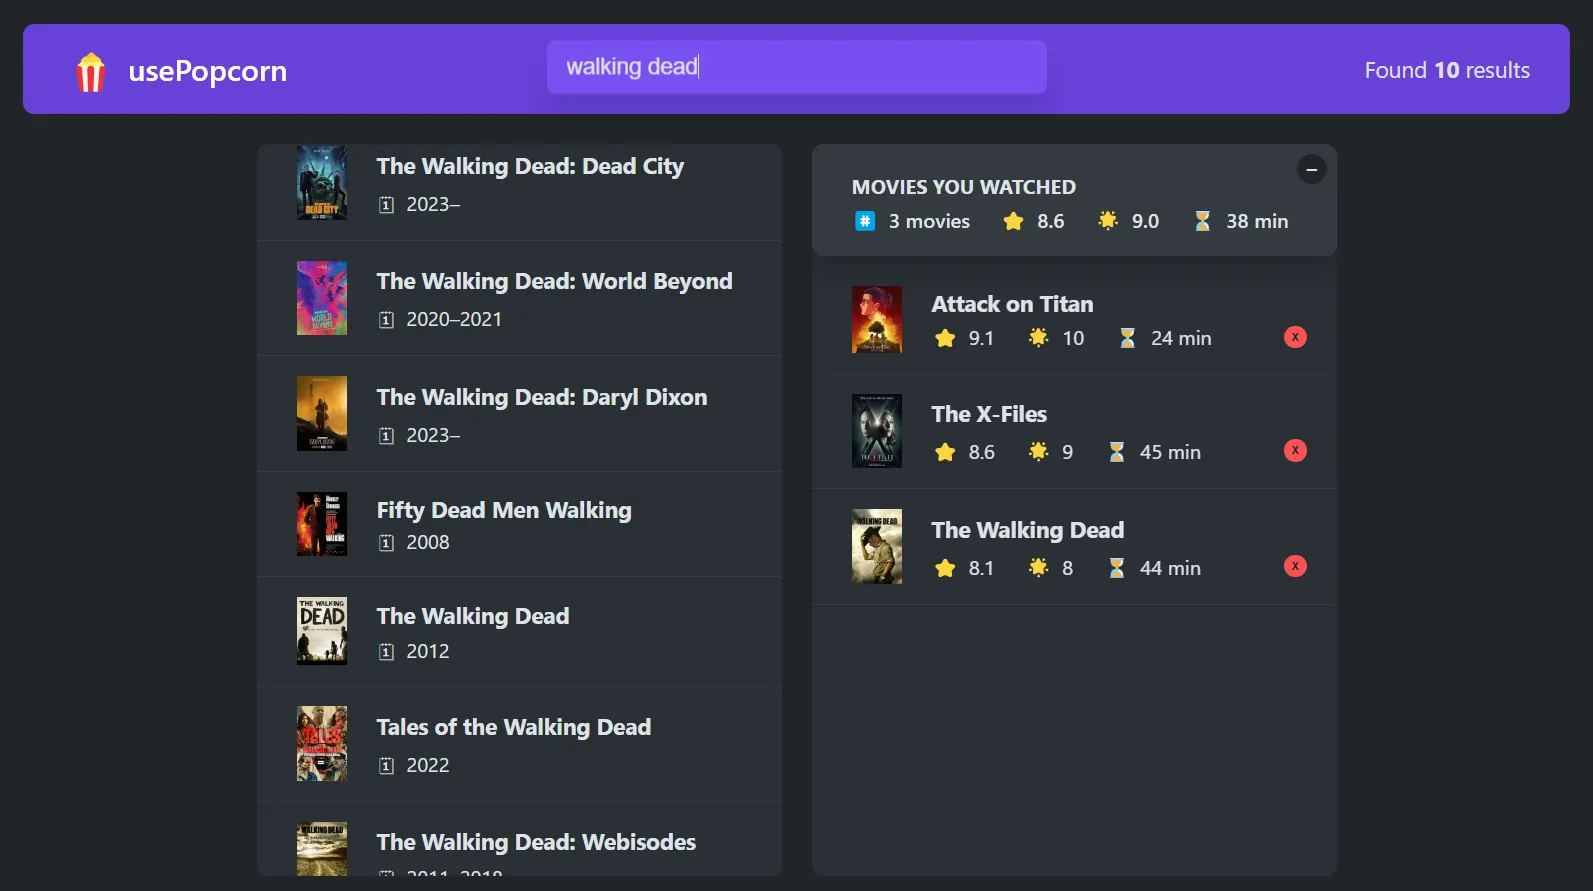 usePopcorn
walking dead
Found 10 results
The Walking Dead: Dead City
2023–
The Walking Dead: World Beyond
2020–2021
The Walking Dead: Daryl Dixon
2023–
Fifty Dead Men Walking
2008
The Walking Dead
2012
Tales of the Walking Dead
2022
The Walking Dead: Webisodes
2011–2018
MOVIES YOU WATCHED
# 3 movies 8.6 9.0 38 min
Attack on Titan
9.1 10 24 min X
The X-Files
8.6 9 45 min X
The Walking Dead
8.1 8 44 min X